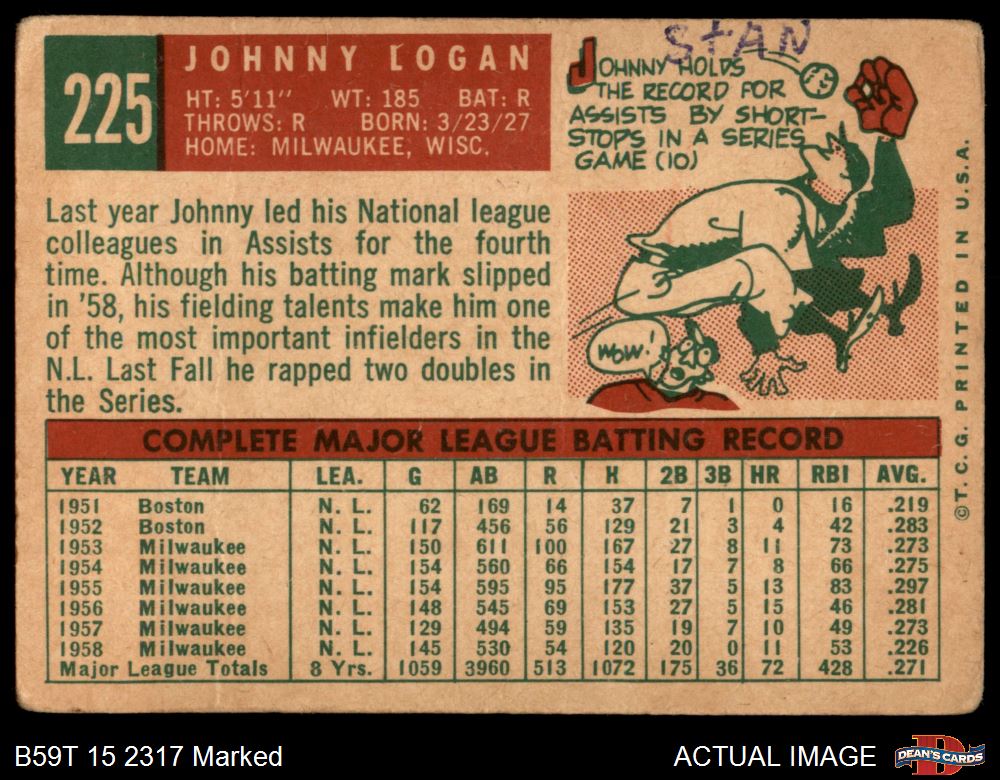 225
JOHNNY LOGAN
HT: 5'11" WT: 185 BAT: R
THROWS: R BORN: 3/23/27
HOME: MILWAUKEE, WISC.
STAN
JOHNNY HOLDS
THE RECORD FOR
ASSISTS BY SHORT-
STOPS IN A SERIES
GAME (10)
WOW!
Last year Johnny led his National league
colleagues in Assists for the fourth
time. Although his batting mark slipped
in '58, his fielding talents make him one
of the most important infielders in the
N.L. Last Fall he rapped two doubles in
the Series.
COMPLETE MAJOR LEAGUE BATTING RECORD
YEAR TEAM LEA. G AB R H 2B 3B HR RBI AVG.
1951 Boston N. L. 62 169 14 37 7 1 0 16 .219
1952 Boston N. L. 117 456 56 129 21 3 4 42 .283
1953 Milwaukee N. L. 150 611 100 167 27 8 11 73 .273
1954 Milwaukee N. L. 154 560 66 154 17 7 8 66 .275
1955 Milwaukee N. L. 154 595 95 177 37 5 13 83 .297
1956 Milwaukee N. L. 148 545 69 153 27 5 15 46 .281
1957 Milwaukee N. L. 129 494 59 135 19 7 10 49 .273
1958 Milwaukee N. L. 145 530 54 120 20 0 11 53 .226
Major League Totals 8 Yrs. 1059 3960 513 1072 175 36 72 428 .271
©T. C. G. PRINTED IN U.S.A.
B59T 15 2317 Marked
ACTUAL IMAGE
DEAN'S CARDS